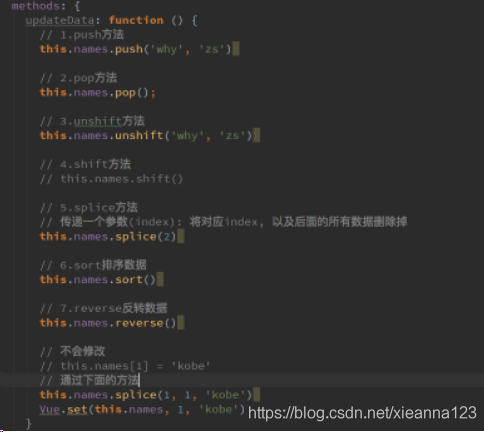 methods: {
updateData: function () {
// 1.push方法
this.names.push('why', 'zs')
// 2.pop方法
this.names.pop();
// 3.unshift方法
this.names.unshift('why', 'zs')
// 4.shift方法
// this.names.shift()
// 5.splice方法
// 传递一个参数(index): 将对应index, 以及后面的所有数据删除掉
this.names.splice(2)
// 6.sort排序数据
this.names.sort()
// 7.reverse反转数据
this.names.reverse()
// 不会修改
// this.names[1] = 'kobe'
// 通过下面的方法
this.names.splice(1, 1, 'kobe')
Vue.set(this.names, 1, 'kobe')
https://blog.csdn.net/xieanna123
}